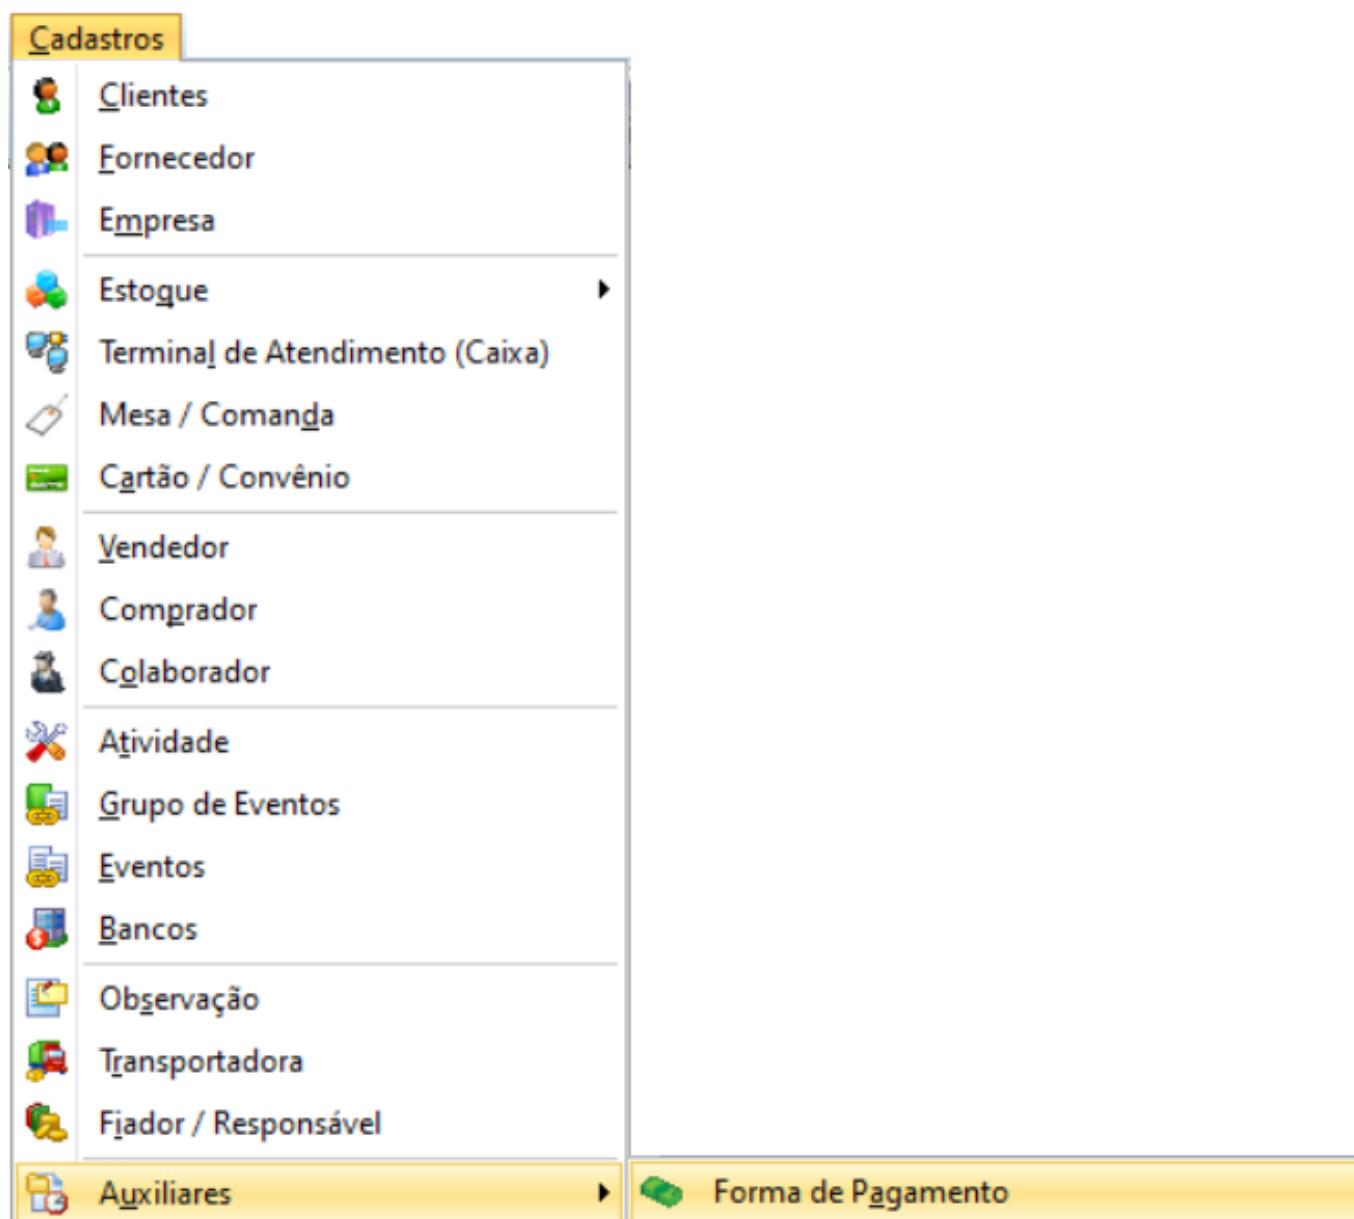 Cadastros
Clientes
Fornecedor
Empresa
Estoque
Terminal de Atendimento (Caixa)
Mesa / Comanda
Cartão / Convênio
Vendedor
Comprador
Colaborador
Atividade
Grupo de Eventos
Eventos
Bancos
Observação
Transportadora
Fiador / Responsável
Auxiliares
Forma de Pagamento